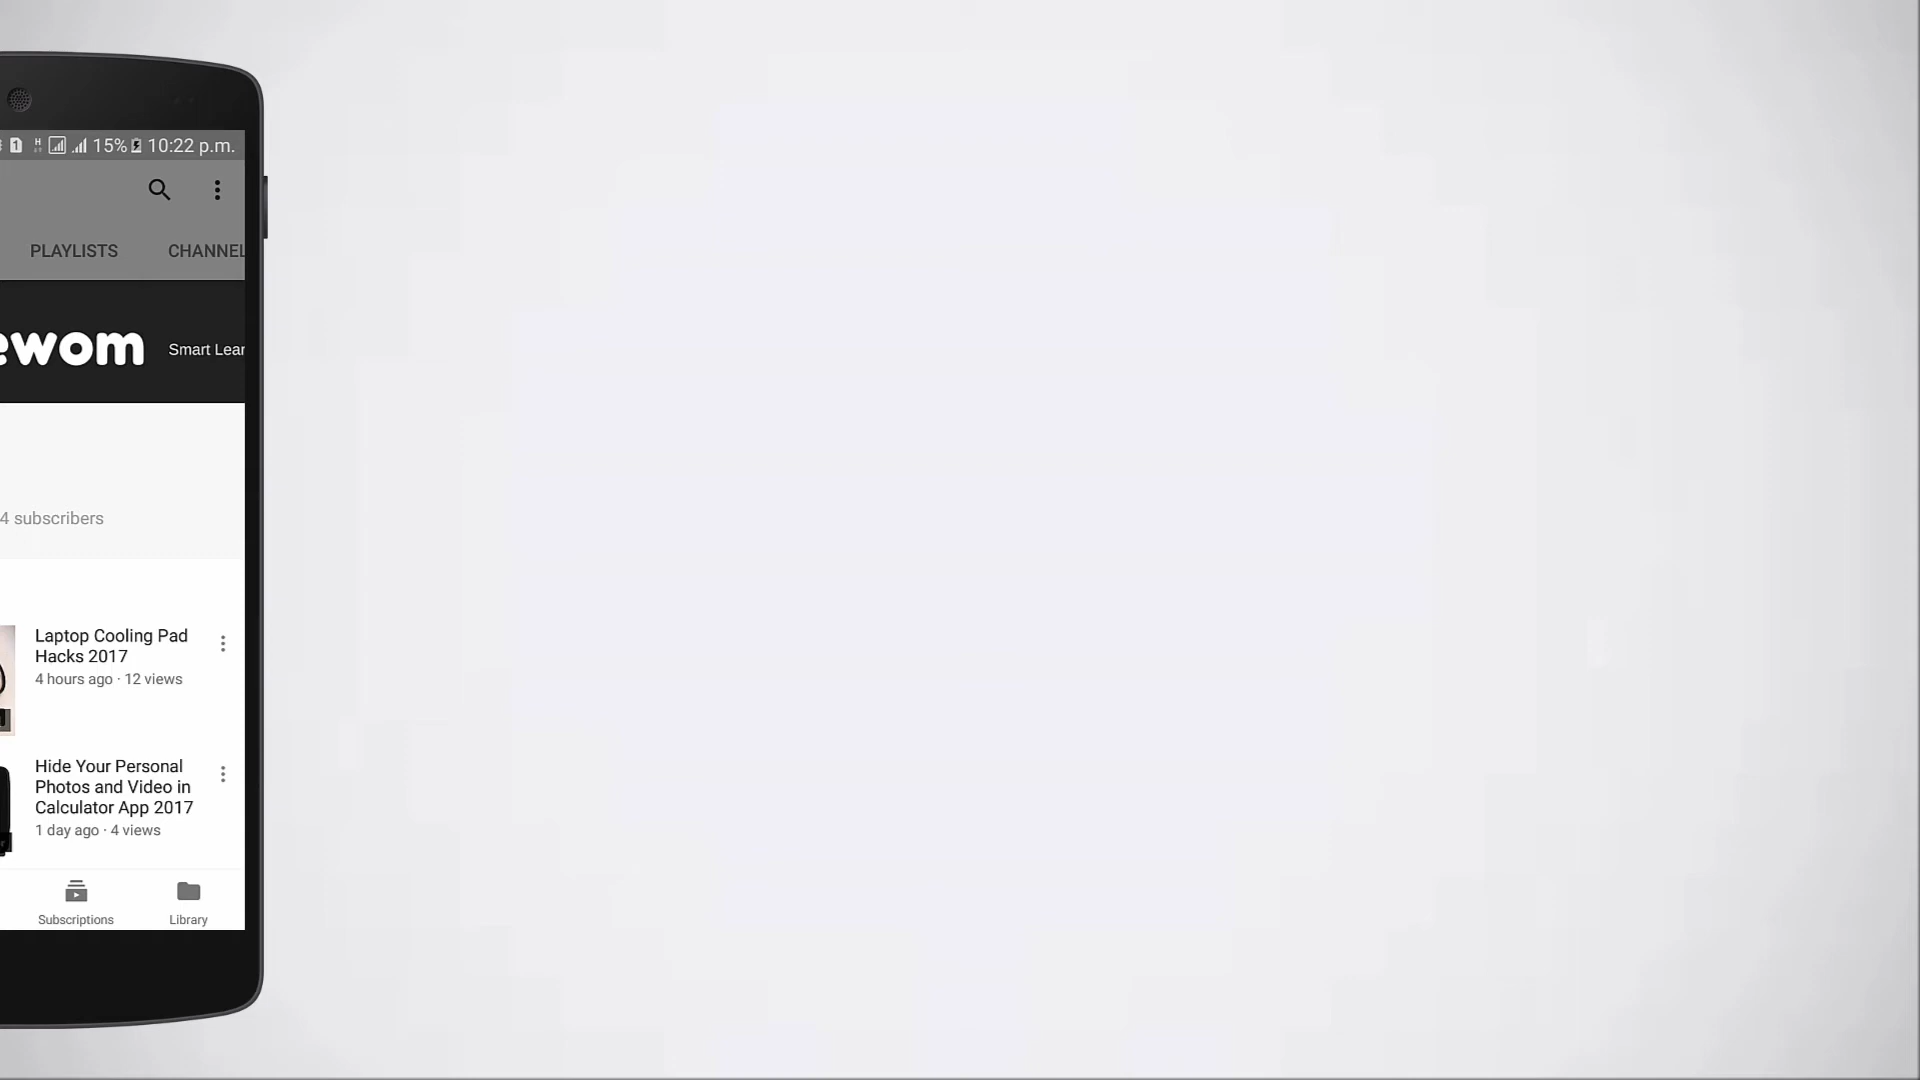 15% 10:22 p.m.
PLAYLISTS CHANNEL
ewom Smart Lear
4 subscribers
Laptop Cooling Pad
Hacks 2017
4 hours ago · 12 views
Hide Your Personal
Photos and Video in
Calculator App 2017
1 day ago · 4 views
Subscriptions Library